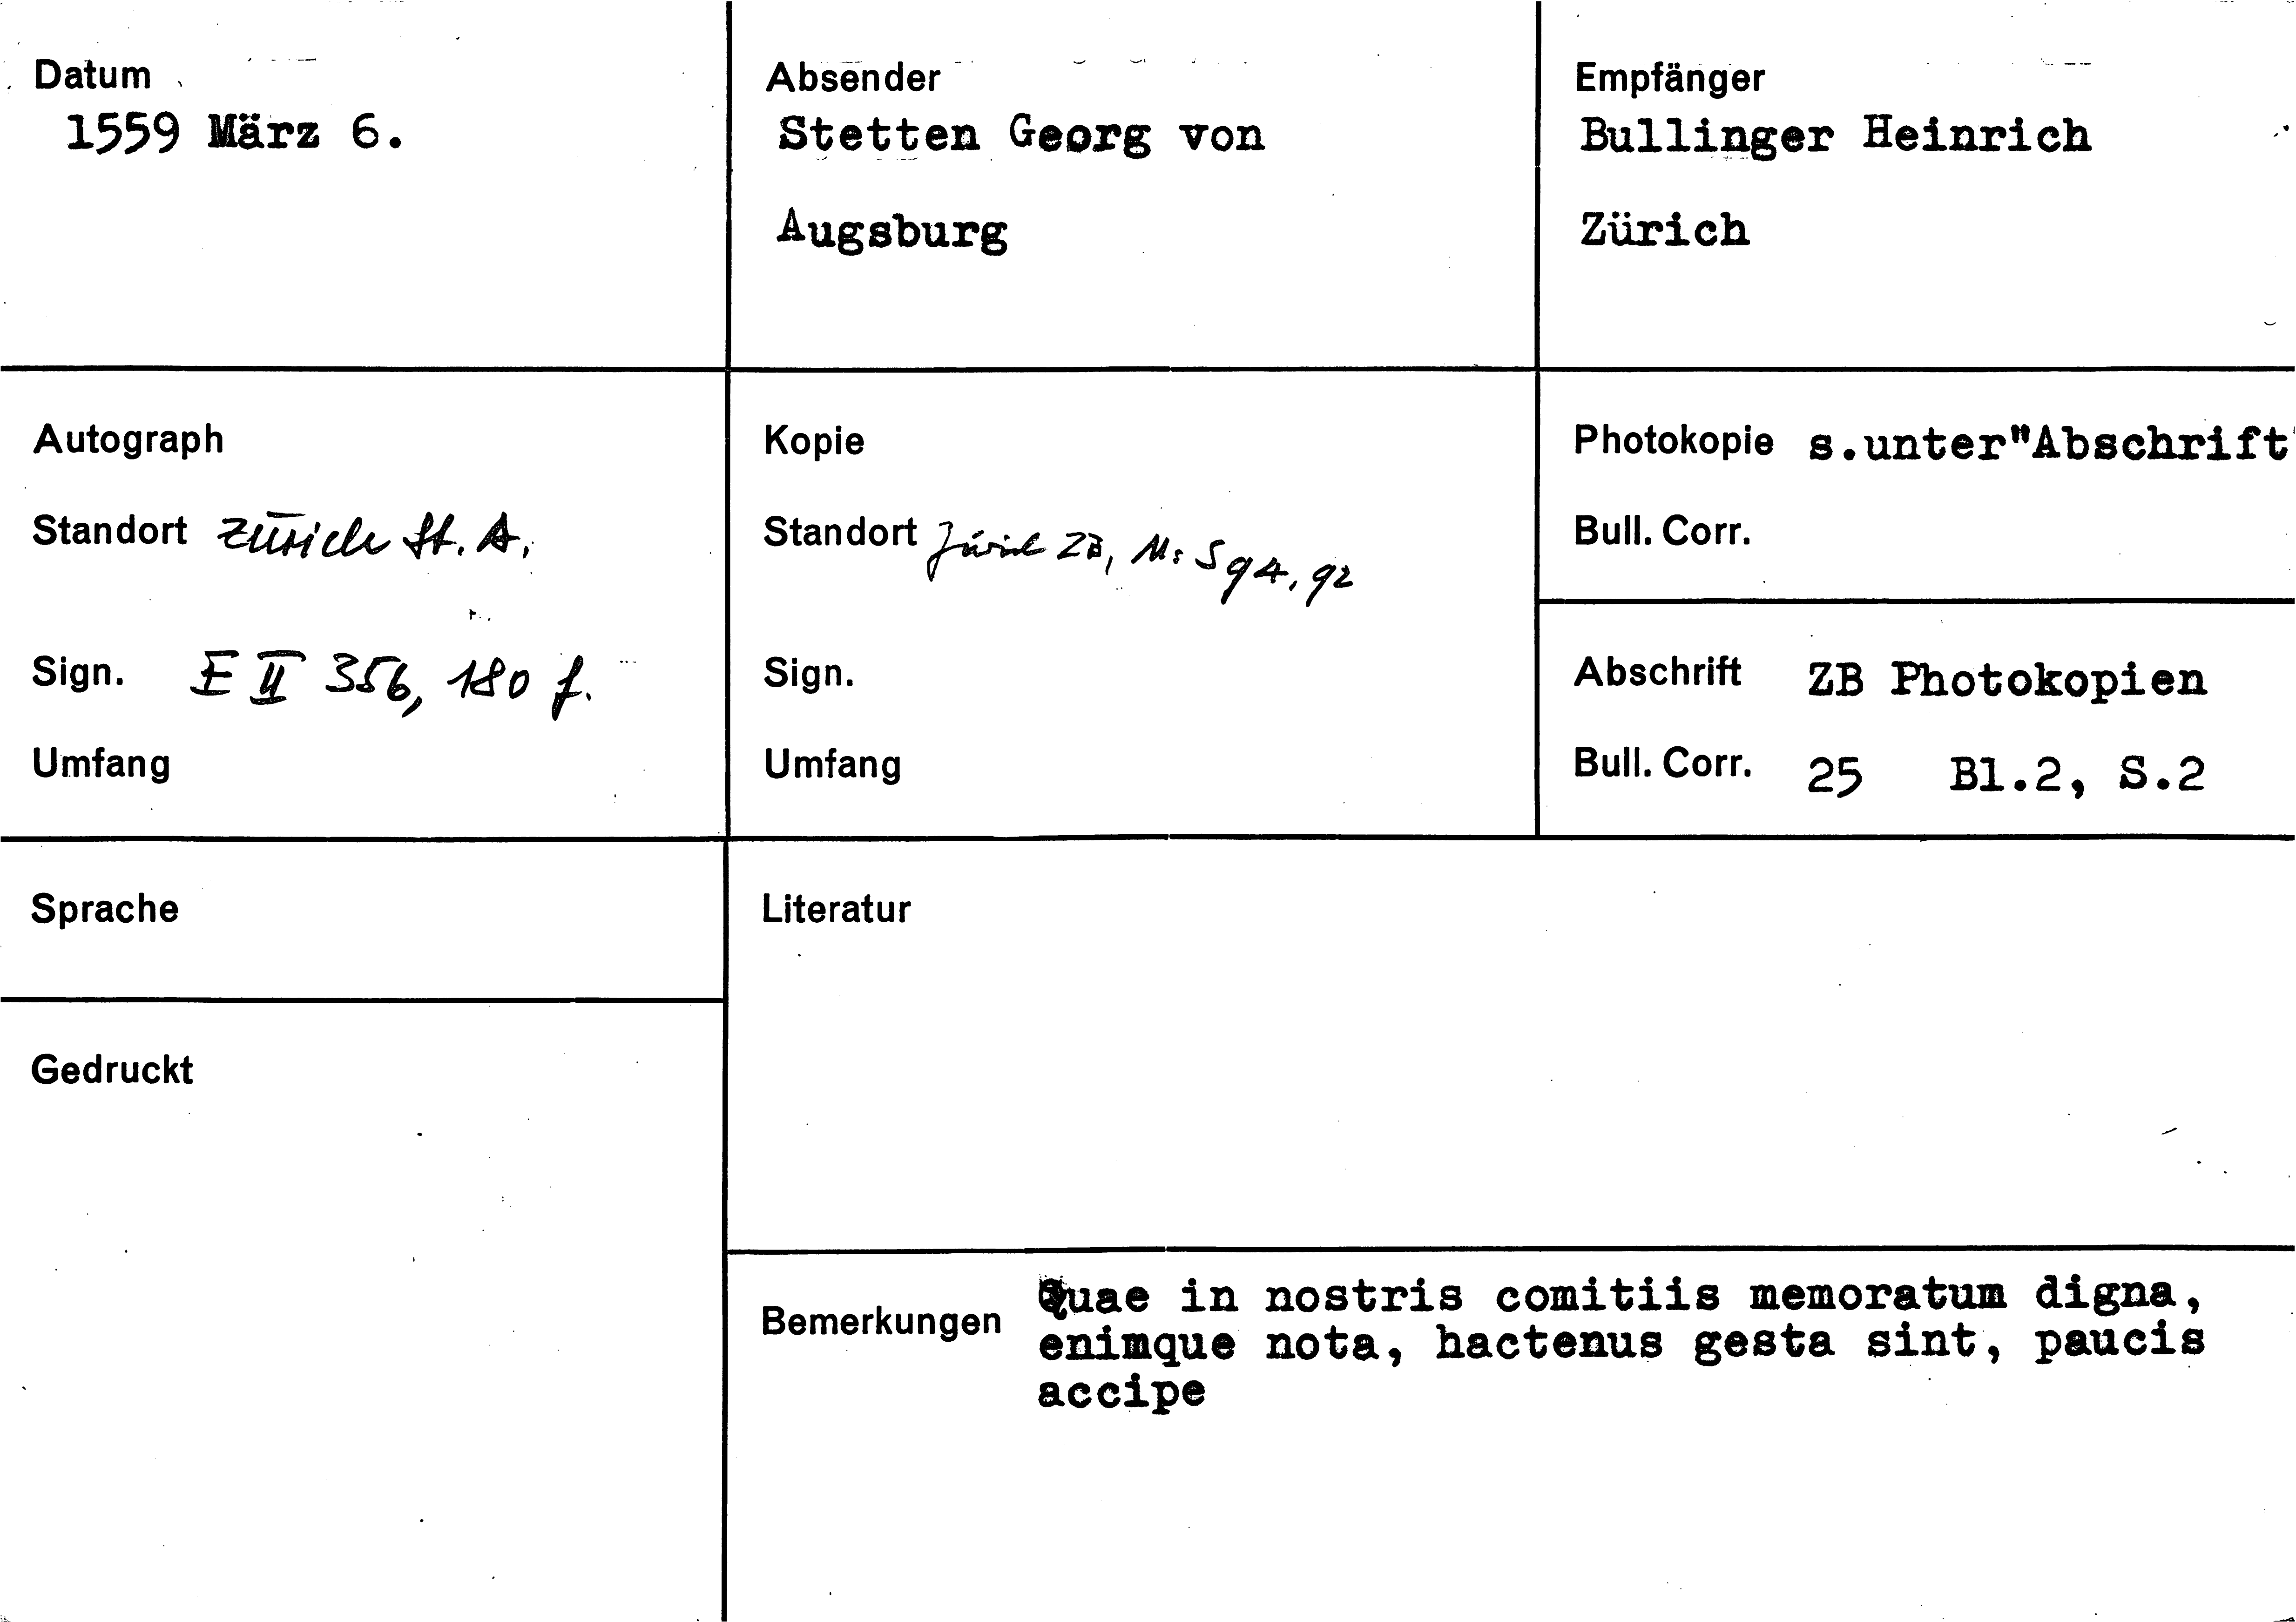 Datum
1559 März 6.
Absender
Stetten Georg von
Augsburg
Empfänger
Bullinger Heinrich
Zürich
Autograph
Standort Zürich St. A.
Sign. E II 356, 180 f.
Umfang
Kopie
Standort Zürich ZB, Ms S 94, 92
Sign.
Umfang
Photokopie s.unter"Abschrift
Bull. Corr.
Abschrift ZB Photokopien
Bull. Corr. 25 Bl.2, S.2
Sprache
Gedruckt
Literatur
Bemerkungen Quae in nostris comitiis memoratum digna,
enimque nota, hactenus gesta sint, paucis
accipe